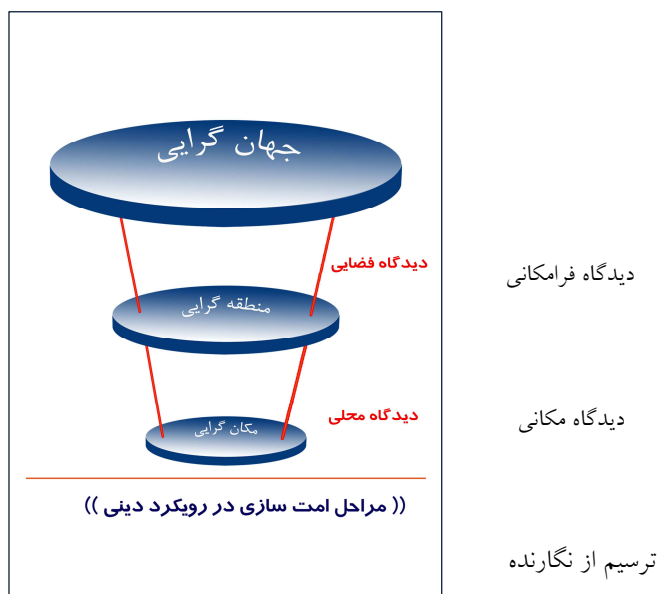 جهان گرایی
دیدگاه فضایی
دیدگاه فرامکانی
منطقه گرایی
دیدگاه محلی
دیدگاه مکانی
مکان گرایی
(( مراحل امت سازی در رویکرد دینی ))
ترسیم از نگارنده